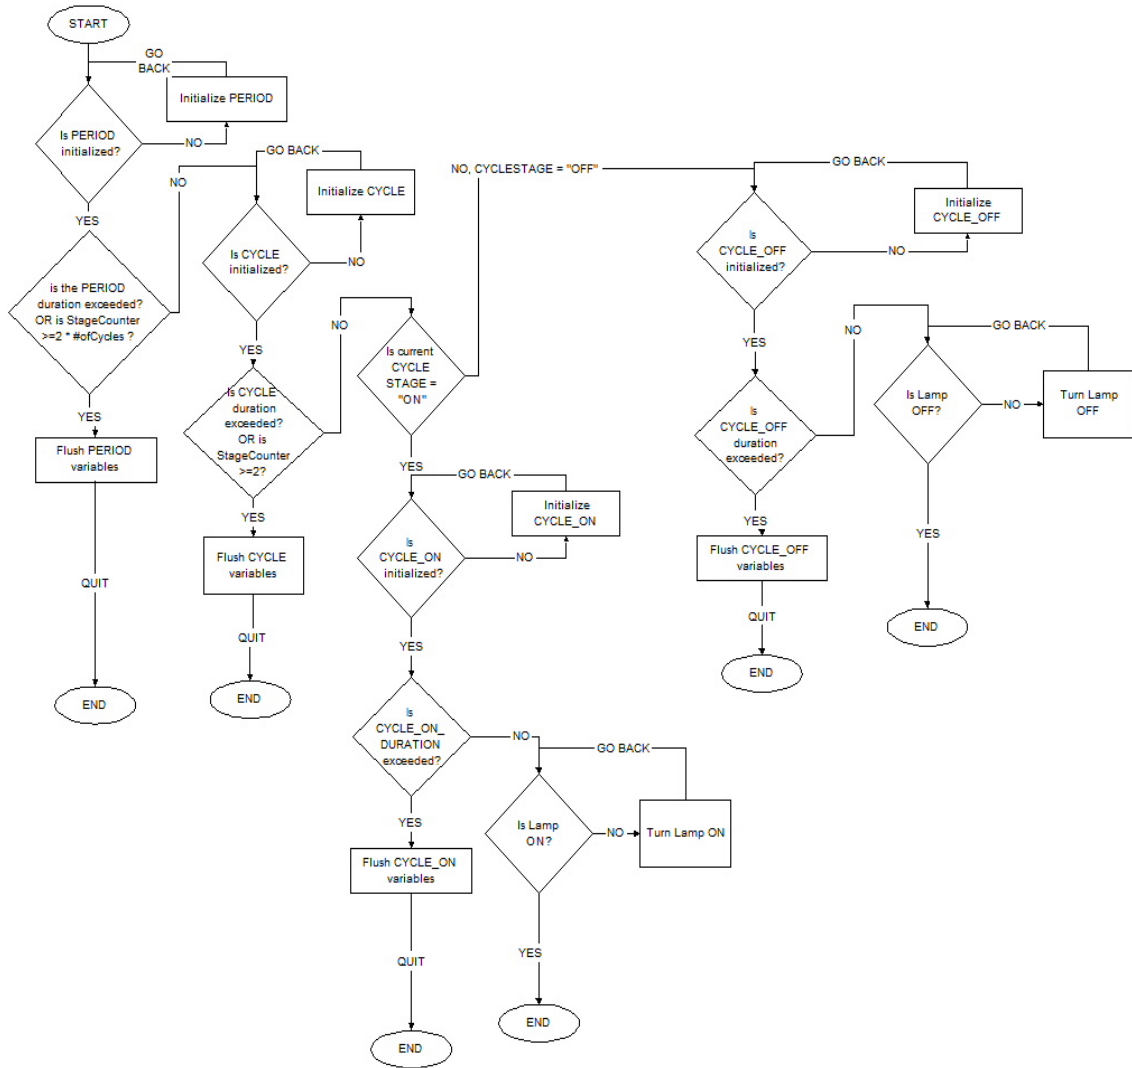 START
GO
BACK
Initialize PERIOD
Is PERIOD
initialized?
NO
YES
is the PERIOD
duration exceeded?
OR is StageCounter
>=2 * #ofCycles ?
NO
YES
Flush PERIOD
variables
QUIT
END
GO BACK
Initialize CYCLE
Is CYCLE
initialized?
NO
YES
Is CYCLE
duration
exceeded?
OR is
StageCounter
>=2?
NO
YES
Flush CYCLE
variables
QUIT
END
Is current
CYCLE
STAGE =
"ON"
YES
NO, CYCLESTAGE = "OFF"
GO BACK
Initialize
CYCLE_ON
Is
CYCLE_ON
initialized?
NO
YES
Is
CYCLE_ON_
DURATION
exceeded?
NO
YES
Flush CYCLE_ON
variables
QUIT
END
GO BACK
Is Lamp
ON?
NO
Turn Lamp ON
YES
END
GO BACK
Initialize
CYCLE_OFF
Is
CYCLE_OFF
initialized?
NO
YES
Is
CYCLE_OFF
duration
exceeded?
NO
YES
Flush CYCLE_OFF
variables
QUIT
END
GO BACK
Is Lamp
OFF?
NO
Turn Lamp
OFF
YES
END